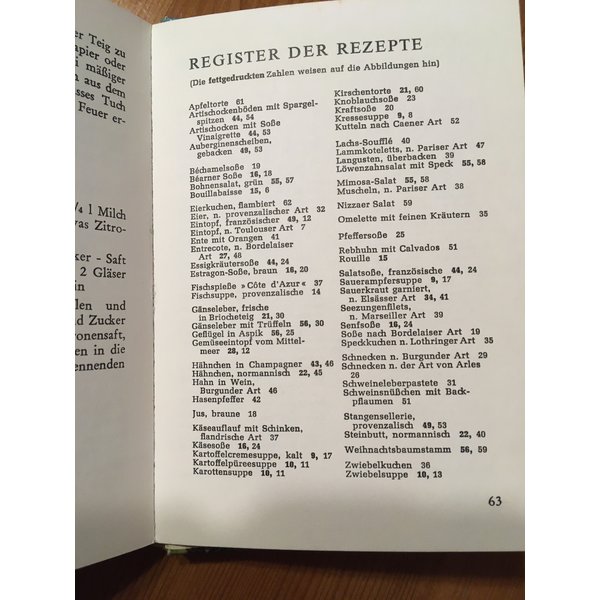 er Teig zu
apier oder
i mäßiger
n aus dem
sses Tuch
Feuer er-
1/4 l Milch
vas Zitro-
ker - Saft
2 Gläser
in
len und
d Zucker
ronensaft,
en in die
nnenden
REGISTER DER REZEPTE
(Die fettgedruckten Zahlen weisen auf die Abbildungen hin)
Apfeltorte 61
Artischockenböden mit Spargel-
spitzen 44, 54
Artischocken mit Soße
Vinaigrette 44, 53
Auberginenscheiben,
gebacken 49, 53
Béchamelsoße 19
Béarner Soße 16, 18
Bohnensalat, grün 55, 57
Bouillabaisse 15, 6
Eierkuchen, flambiert 62
Eier, n. provenzalischer Art 32
Eintopf, französischer 49, 12
Eintopf, n. Toulouser Art 7
Ente mit Orangen 41
Entrecote, n. Bordelaiser
Art 27, 48
Essigkräutersoße 44, 24
Estragon-Soße, braun 16, 20
Fischspieße »Côte d'Azur« 37
Fischsuppe, provenzalische 14
Gänseleber, frische
in Briocheteig 21, 30
Gänseleber mit Trüffeln 56, 30
Geflügel in Aspik 56, 25
Gemüseeintopf vom Mittel-
meer 28, 12
Hähnchen in Champagner 43, 46
Hähnchen, normannisch 22, 45
Hahn in Wein,
Burgunder Art 46
Hasenpfeffer 42
Jus, braune 18
Käseauflauf mit Schinken,
flandrische Art 37
Käsesoße 16, 24
Kartoffelcremesuppe, kalt 9, 17
Kartoffelpüreesuppe 10, 11
Karottensuppe 10, 11
Kirschentorte 21, 60
Knoblauchsoße 23
Kraftsoße 20
Kressesuppe 9, 8
Kutteln nach Caener Art 52
Lachs-Soufflé 40
Lammkoteletts, n. Pariser Art 47
Langusten, überbacken 39
Löwenzahnsalat mit Speck 55, 58
Mimosa-Salat 55, 58
Muscheln, n. Pariser Art 38
Nizzaer Salat 59
Omelette mit feinen Kräutern 35
Pfeffersoße 25
Rebhuhn mit Calvados 51
Rouille 15
Salatsoße, französische 44, 24
Sauerampfersuppe 9, 17
Sauerkraut garniert,
n. Elsässer Art 34, 41
Seezungenfilets,
n. Marseiller Art 39
Senfsoße 16, 24
Soße nach Bordelaiser Art 19
Speckkuchen n. Lothringer Art 35
Schnecken n. Burgunder Art 29
Schnecken n. der Art von Arles
26
Schweineleberpastete 31
Schweinsnüßchen mit Back-
pflaumen 51
Stangensellerie,
provenzalisch 49, 53
Steinbutt, normannisch 22, 40
Weihnachtsbaumstamm 56, 59
Zwiebelkuchen 36
Zwiebelsuppe 10, 13
63